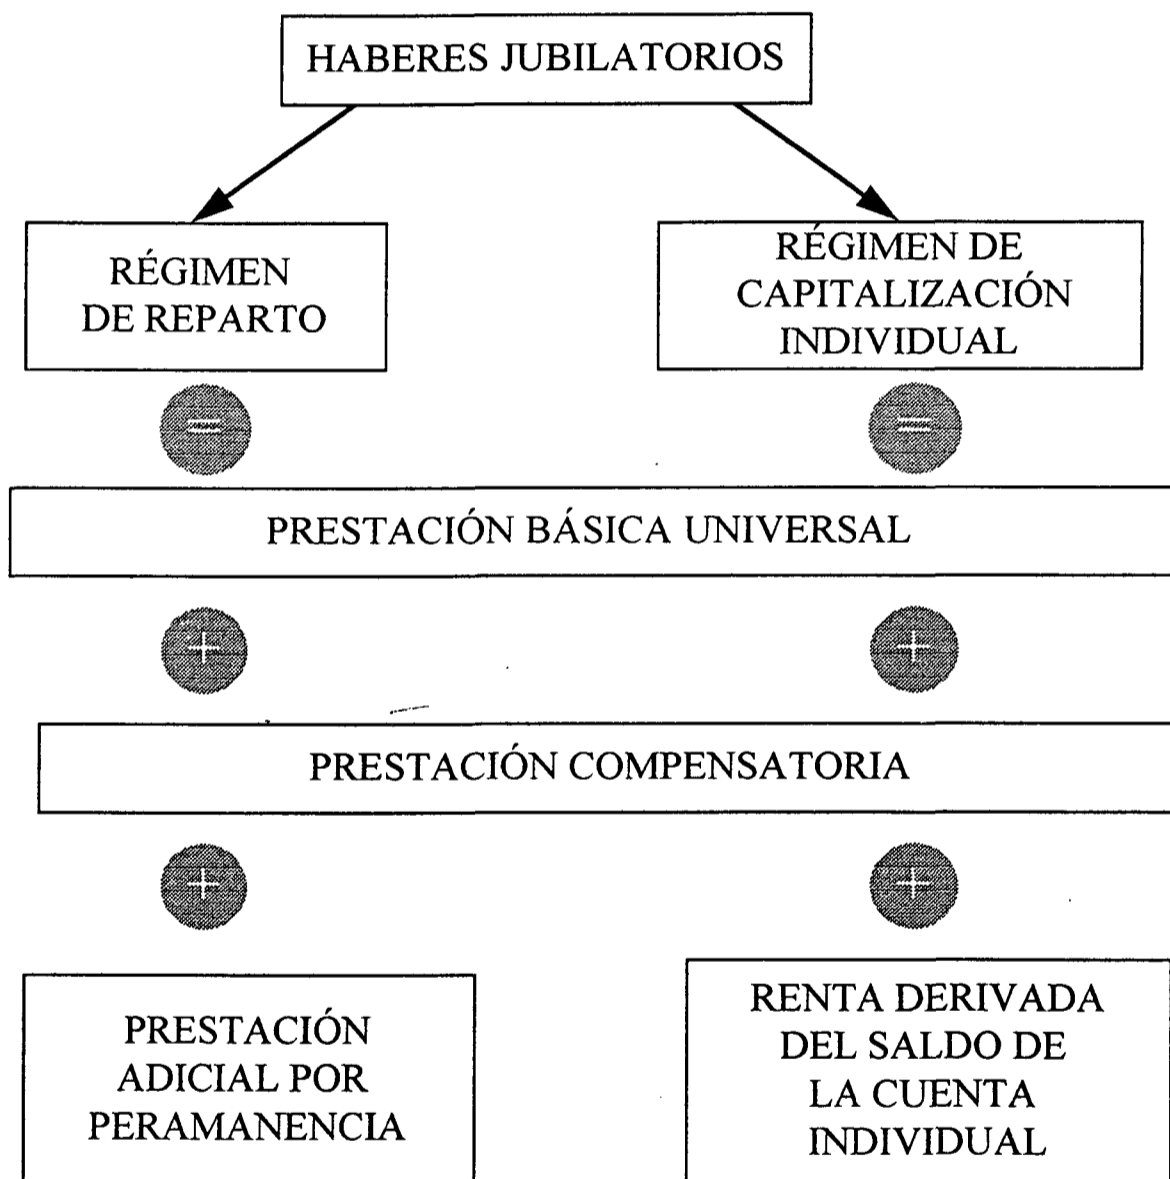 HABERES JUBILATORIOS
RÉGIMEN
DE REPARTO
RÉGIMEN DE
CAPITALIZACIÓN
INDIVIDUAL
=
=
PRESTACIÓN BÁSICA UNIVERSAL
+
+
PRESTACIÓN COMPENSATORIA
+
+
PRESTACIÓN
ADICIAL POR
PERAMANENCIA
RENTA DERIVADA
DEL SALDO DE
LA CUENTA
INDIVIDUAL